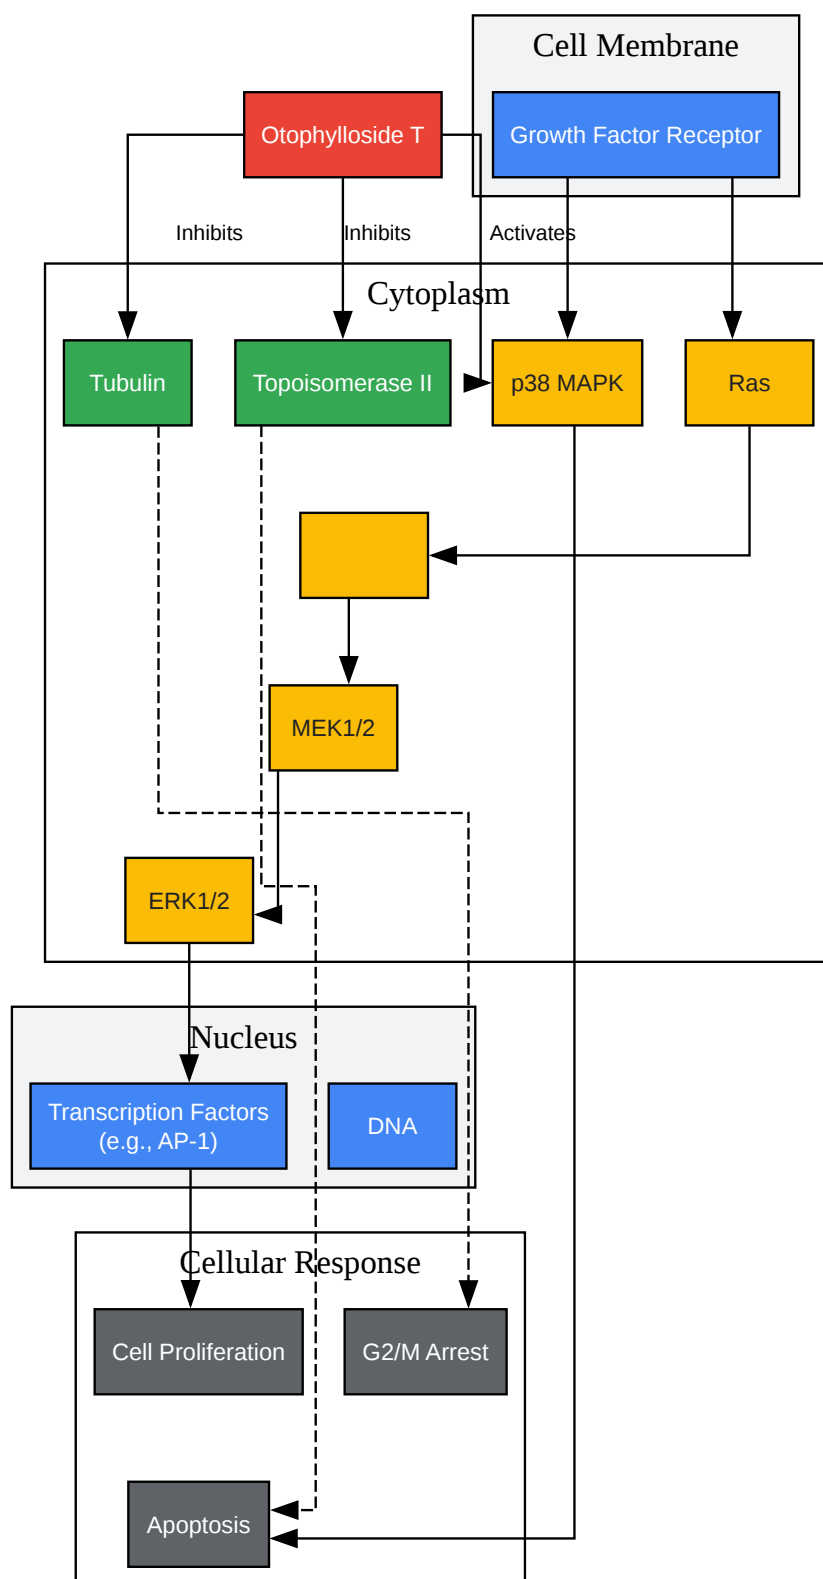 Cell Membrane
Otophylloside T
Growth Factor Receptor
Inhibits
Inhibits
Activates
Cytoplasm
Tubulin
Topoisomerase II
p38 MAPK
Ras
MEK1/2
ERK1/2
Nucleus
Transcription Factors
(e.g., AP-1)
DNA
Cellular Response
Cell Proliferation
G2/M Arrest
Apoptosis